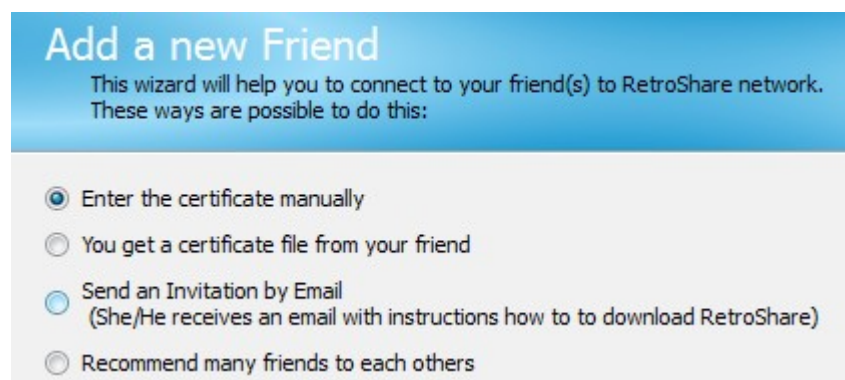 Add a new Friend
This wizard will help you to connect to your friend(s) to RetroShare network.
These ways are possible to do this:
Enter the certificate manually
You get a certificate file from your friend
Send an Invitation by Email
(She/He receives an email with instructions how to to download RetroShare)
Recommend many friends to each others